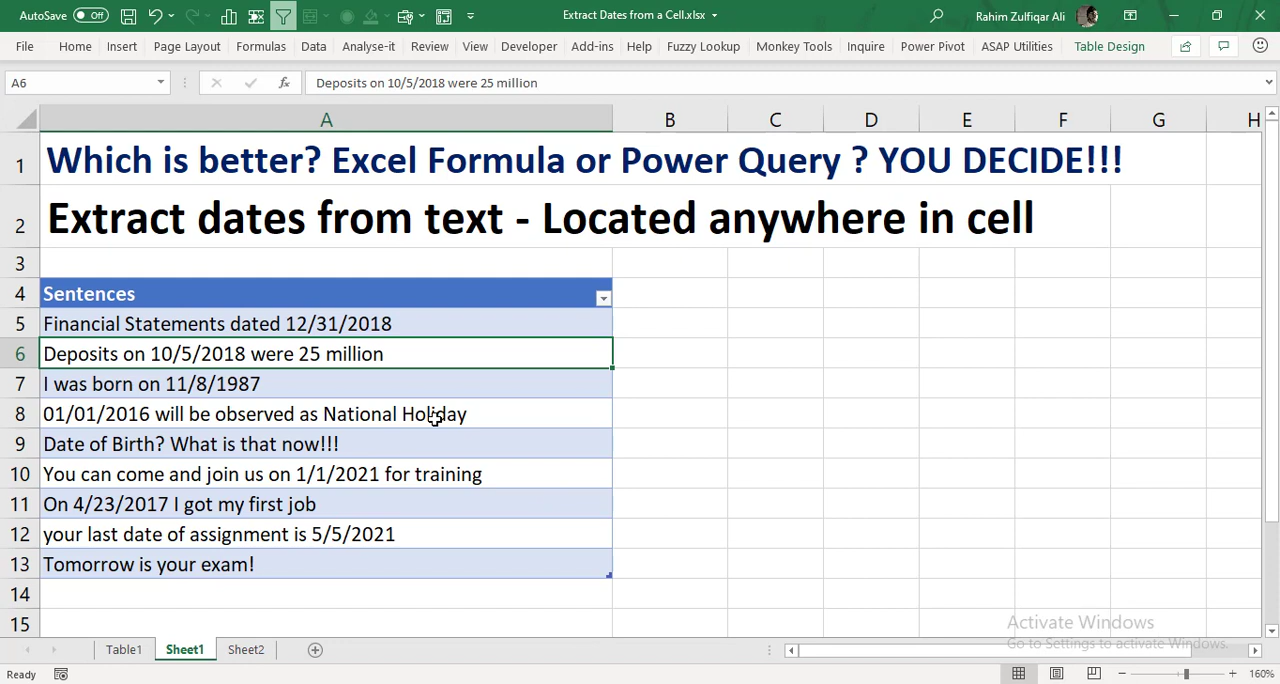 AutoSave Off Extract Dates from a Cell.xlsx Rahim Zulfiqar Ali
File Home Insert Page Layout Formulas Data Analyse-it Review View Developer Add-ins Help Fuzzy Lookup Monkey Tools Inquire Power Pivot ASAP Utilities Table Design
A6 fx Deposits on 10/5/2018 were 25 million
A B C D E F G H
1 Which is better? Excel Formula or Power Query ? YOU DECIDE!!!
2 Extract dates from text - Located anywhere in cell
3
4 Sentences
5 Financial Statements dated 12/31/2018
6 Deposits on 10/5/2018 were 25 million
7 I was born on 11/8/1987
8 01/01/2016 will be observed as National Holiday
9 Date of Birth? What is that now!!!
10 You can come and join us on 1/1/2021 for training
11 On 4/23/2017 I got my first job
12 your last date of assignment is 5/5/2021
13 Tomorrow is your exam!
14
15
Activate Windows
Go to Settings to activate Windows.
Table1 Sheet1 Sheet2
Ready 160%